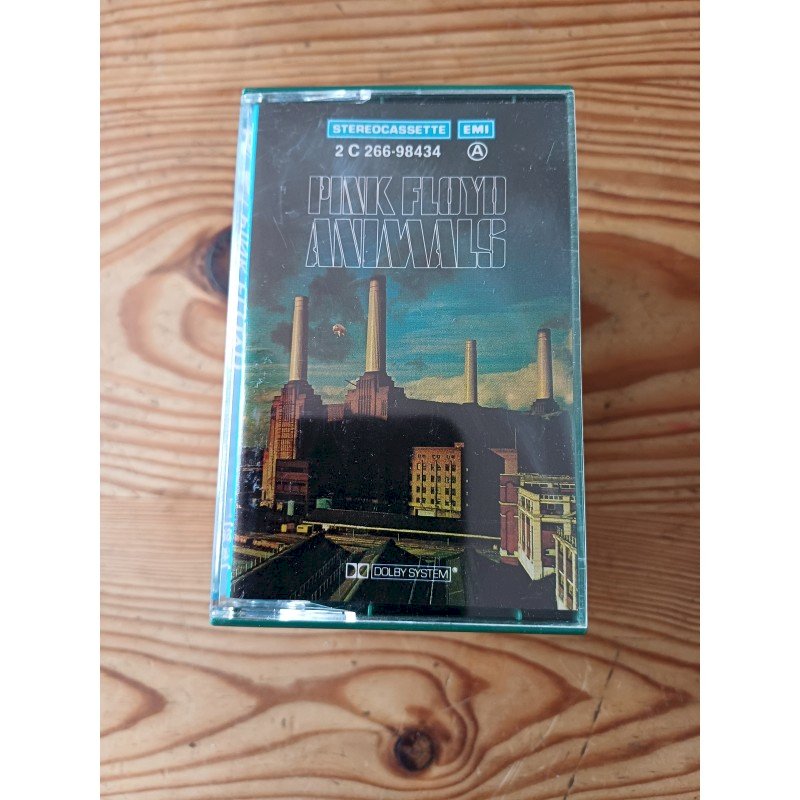 STEREOCASSETTE EMI
2 C 266-98434 A
PINK FLOYD
ANIMALS
DOLBY SYSTEM®